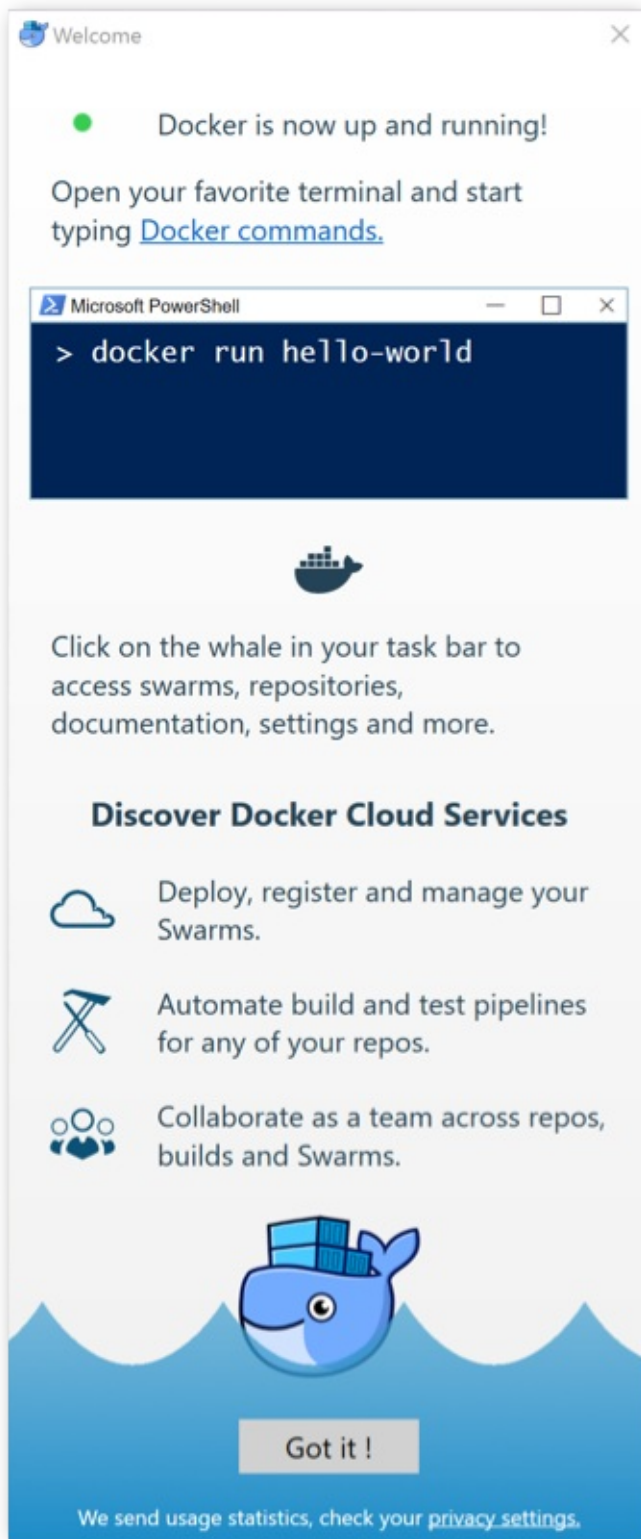 Welcome
Docker is now up and running!
Open your favorite terminal and start
typing Docker commands.
Microsoft PowerShell
> docker run hello-world
Click on the whale in your task bar to
access swarms, repositories,
documentation, settings and more.
Discover Docker Cloud Services
Deploy, register and manage your
Swarms.
Automate build and test pipelines
for any of your repos.
Collaborate as a team across repos,
builds and Swarms.
Got it !
We send usage statistics, check your privacy settings.